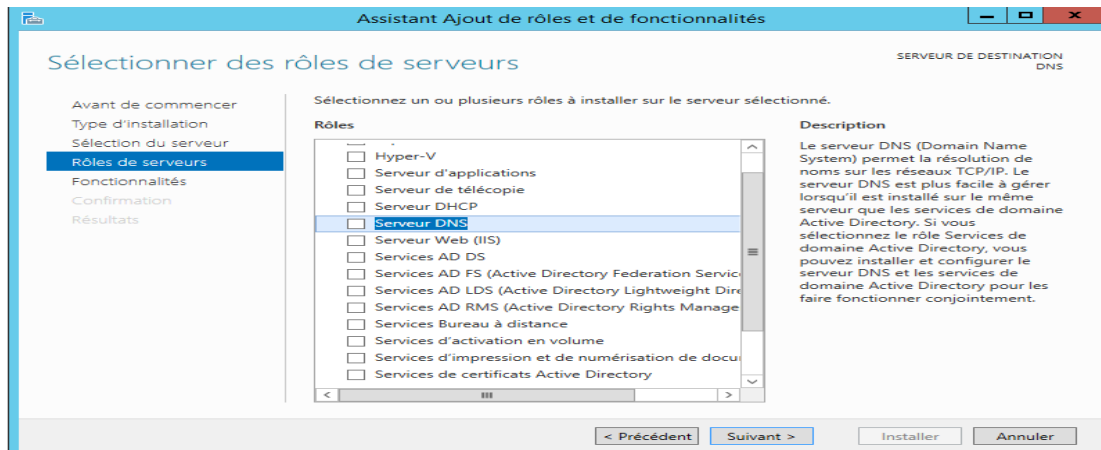 Assistant Ajout de rôles et de fonctionnalités
Sélectionner des rôles de serveurs
SERVEUR DE DESTINATION
DNS
Avant de commencer
Type d'installation
Sélection du serveur
Rôles de serveurs
Fonctionnalités
Confirmation
Résultats
Sélectionnez un ou plusieurs rôles à installer sur le serveur sélectionné.
Rôles
Hyper-V
Serveur d'applications
Serveur de télécopie
Serveur DHCP
Serveur DNS
Serveur Web (IIS)
Services AD DS
Services AD FS (Active Directory Federation Servic
Services AD LDS (Active Directory Lightweight Dire
Services AD RMS (Active Directory Rights Manage
Services Bureau à distance
Services d'activation en volume
Services d'impression et de numérisation de docu
Services de certificats Active Directory
Description
Le serveur DNS (Domain Name
System) permet la résolution de
noms sur les réseaux TCP/IP. Le
serveur DNS est plus facile à gérer
lorsqu'il est installé sur le même
serveur que les services de domaine
Active Directory. Si vous
sélectionnez le rôle Services de
domaine Active Directory, vous
pouvez installer et configurer le
serveur DNS et les services de
domaine Active Directory pour les
faire fonctionner conjointement.
< Précédent
Suivant >
Installer
Annuler